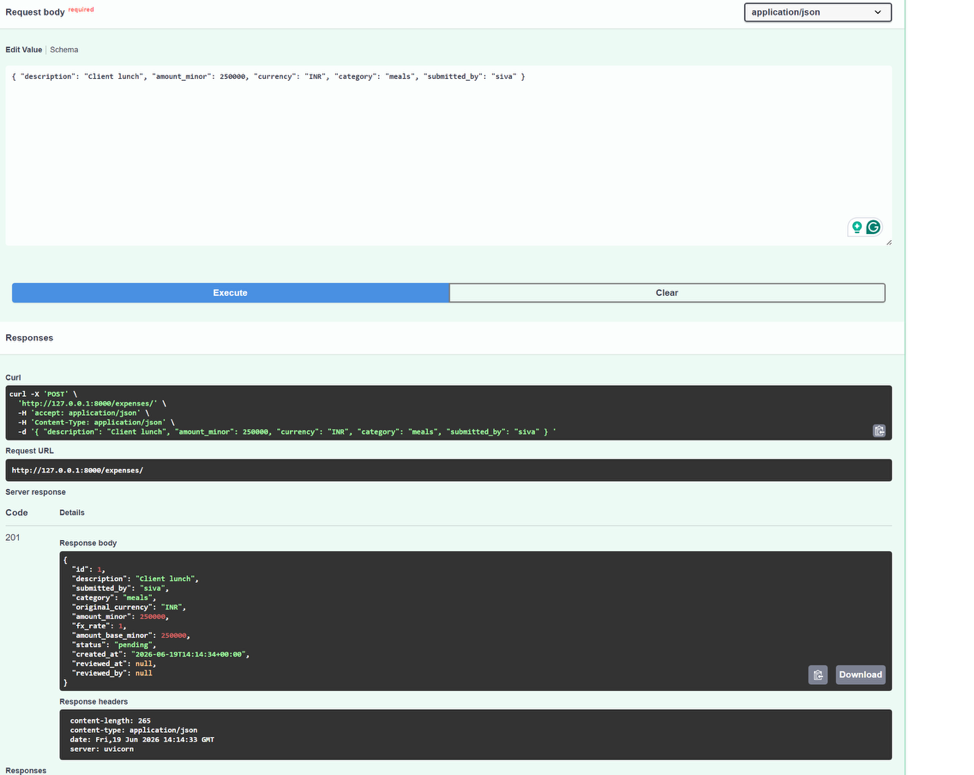 Request body required
application/json
Edit Value | Schema
{ "description": "Client lunch", "amount_minor": 250000, "currency": "INR", "category": "meals", "submitted_by": "siva" }
Execute
Clear
Responses
Curl
curl -X 'POST' \
  'http://127.0.0.1:8000/expenses/' \
  -H 'accept: application/json' \
  -H 'Content-Type: application/json' \
  -d '{ "description": "Client lunch", "amount_minor": 250000, "currency": "INR", "category": "meals", "submitted_by": "siva" } '
Request URL
http://127.0.0.1:8000/expenses/
Server response
Code Details
201
Response body
{
  "id": 1,
  "description": "Client lunch",
  "submitted_by": "siva",
  "category": "meals",
  "original_currency": "INR",
  "amount_minor": 250000,
  "fx_rate": 1,
  "amount_base_minor": 250000,
  "status": "pending",
  "created_at": "2026-06-19T14:14:34+00:00",
  "reviewed_at": null,
  "reviewed_by": null
}
Download
Response headers
content-length: 265
content-type: application/json
date: Fri,19 Jun 2026 14:14:33 GMT
server: uvicorn
Responses